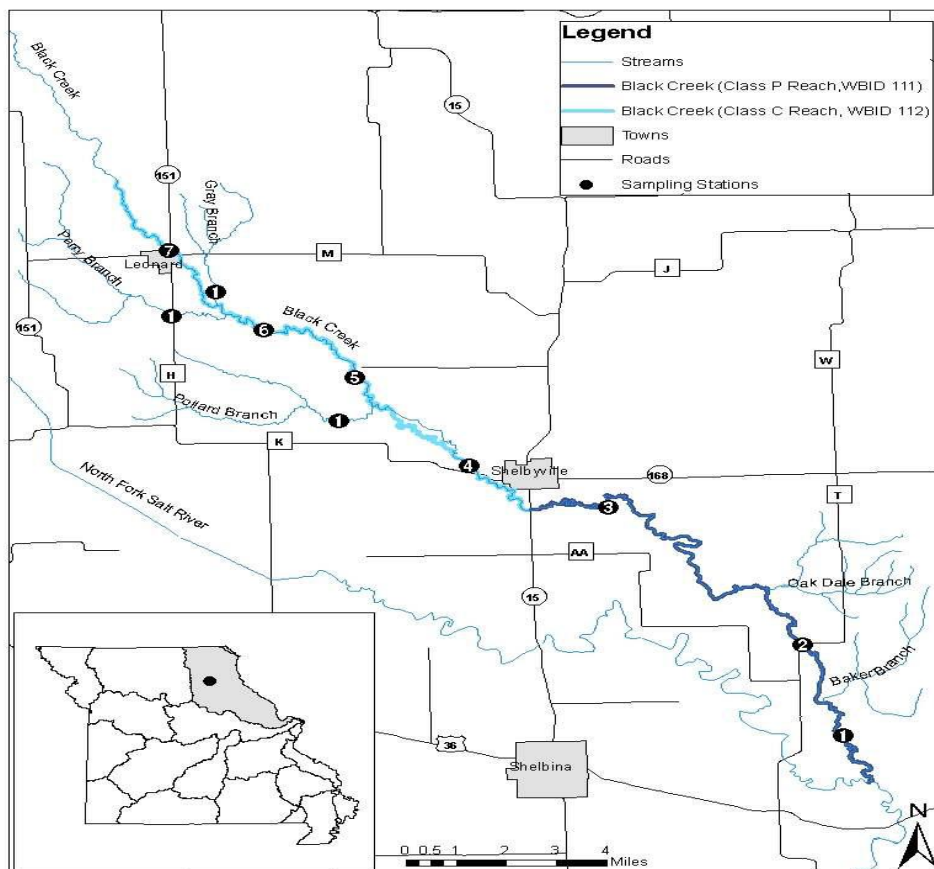 Legend
Streams
Black Creek (Class P Reach,WBID 111)
Black Creek (Class C Reach, WBID 112)
Towns
Roads
Sampling Stations
Black Creek
15
151
Gray Branch
Perry Branch
7
M
Leonard
J
1
1
6
Black Creek
151
W
H
5
Pollard Branch
1
K
4
Shelbyville
168
North Fork Salt River
3
T
AA
Oak Dale Branch
15
2
Baker Branch
1
36
Shelbina
N
0 0.5 1 2 3 4
Miles